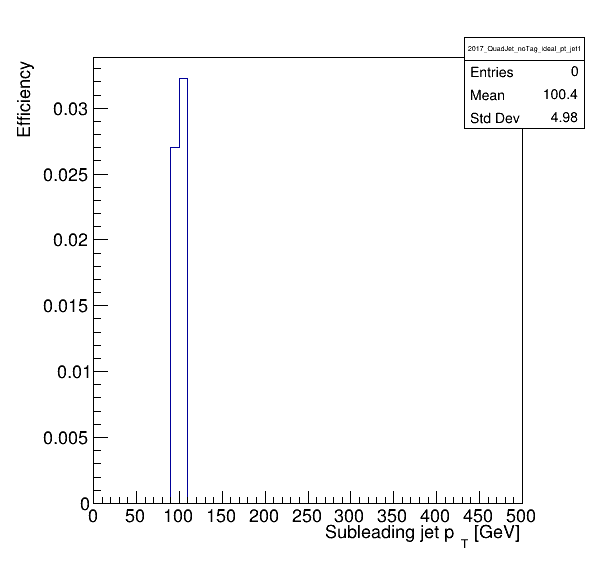 2017_QuadJet_noTag_ideal_pt_jet1
Entries 0
Mean 100.4
Std Dev 4.98
Efficiency
0.03
0.025
0.02
0.015
0.01
0.005
0
0 50 100 150 200 250 300 350 400 450 500
Subleading jet p T [GeV]